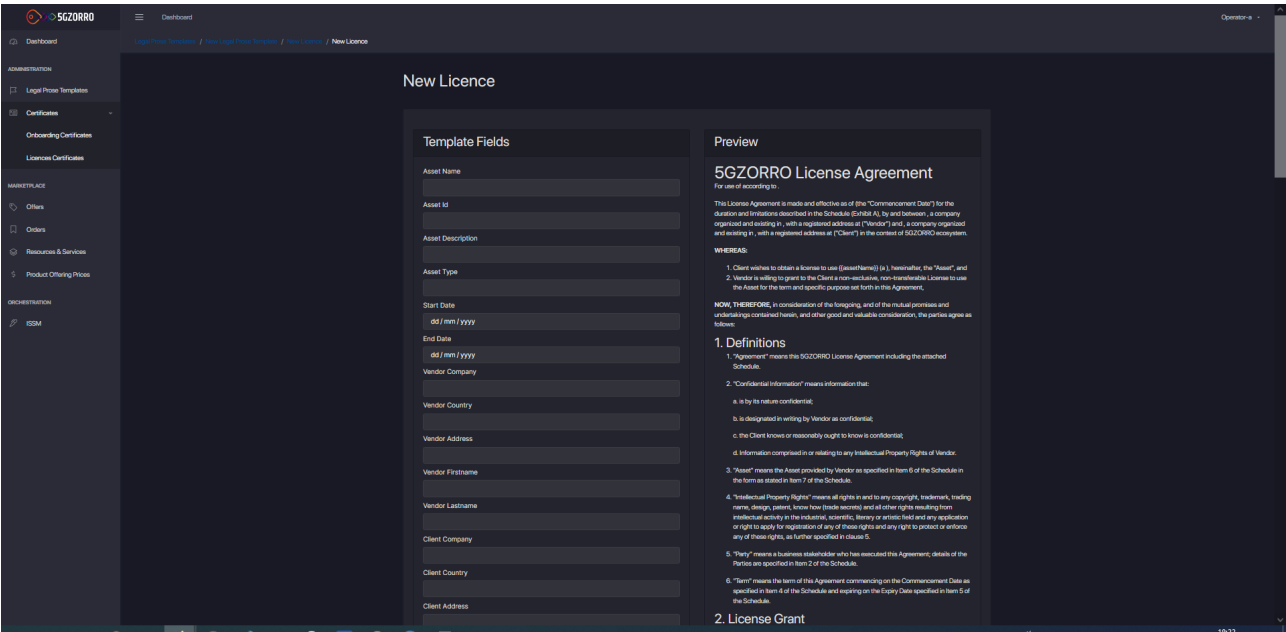 5GZORRO
Dashboard
Operator-a
Dashboard
Legal Prose Templates / New Legal Prose Template / New Licence / New Licence
ADMINISTRATION
Legal Prose Templates
Certificates
Onboarding Certificates
Licences Certificates
MARKETPLACE
Offers
Orders
Resources & Services
Product Offering Prices
ORCHESTRATION
ISSM
New Licence
Template Fields
Asset Name
Asset Id
Asset Description
Asset Type
Start Date
dd / mm / yyyy
End Date
dd / mm / yyyy
Vendor Company
Vendor Country
Vendor Address
Vendor Firstname
Vendor Lastname
Client Company
Client Country
Client Address
Preview
5GZORRO License Agreement
For use of according to .
This License Agreement is made and effective as of (the "Commencement Date") for the
duration and limitations described in the Schedule (Exhibit A), by and between , a company
organized and existing in , with a registered address at ("Vendor") and , a company organized
and existing in , with a registered address at ("Client") in the context of 5GZORRO ecosystem.
WHEREAS:
1. Client wishes to obtain a license to use {{assetName}} (a ), hereinafter, the "Asset", and
2. Vendor is willing to grant to the Client a non-exclusive, non-transferable License to use
the Asset for the term and specific purpose set forth in this Agreement,
NOW, THEREFORE, in consideration of the foregoing, and of the mutual promises and
undertakings contained herein, and other good and valuable consideration, the parties agree as
follows:
1. Definitions
1. "Agreement" means this 5GZORRO License Agreement including the attached
Schedule.
2. "Confidential Information" means information that:
a. is by its nature confidential;
b. is designated in writing by Vendor as confidential;
c. the Client knows or reasonably ought to know is confidential;
d. Information comprised in or relating to any Intellectual Property Rights of Vendor.
3. "Asset" means the Asset provided by Vendor as specified in Item 6 of the Schedule in
the form as stated in Item 7 of the Schedule.
4. "Intellectual Property Rights" means all rights in and to any copyright, trademark, trading
name, design, patent, know how (trade secrets) and all other rights resulting from
intellectual activity in the industrial, scientific, literary or artistic field and any application
or right to apply for registration of any of these rights and any right to protect or enforce
any of these rights, as further specified in clause 5.
5. "Party" means a business stakeholder who has executed this Agreement; details of the
Parties are specified in Item 2 of the Schedule.
6. "Term" means the term of this Agreement commencing on the Commencement Date as
specified in Item 4 of the Schedule and expiring on the Expiry Date specified in Item 5 of
the Schedule.
2. License Grant